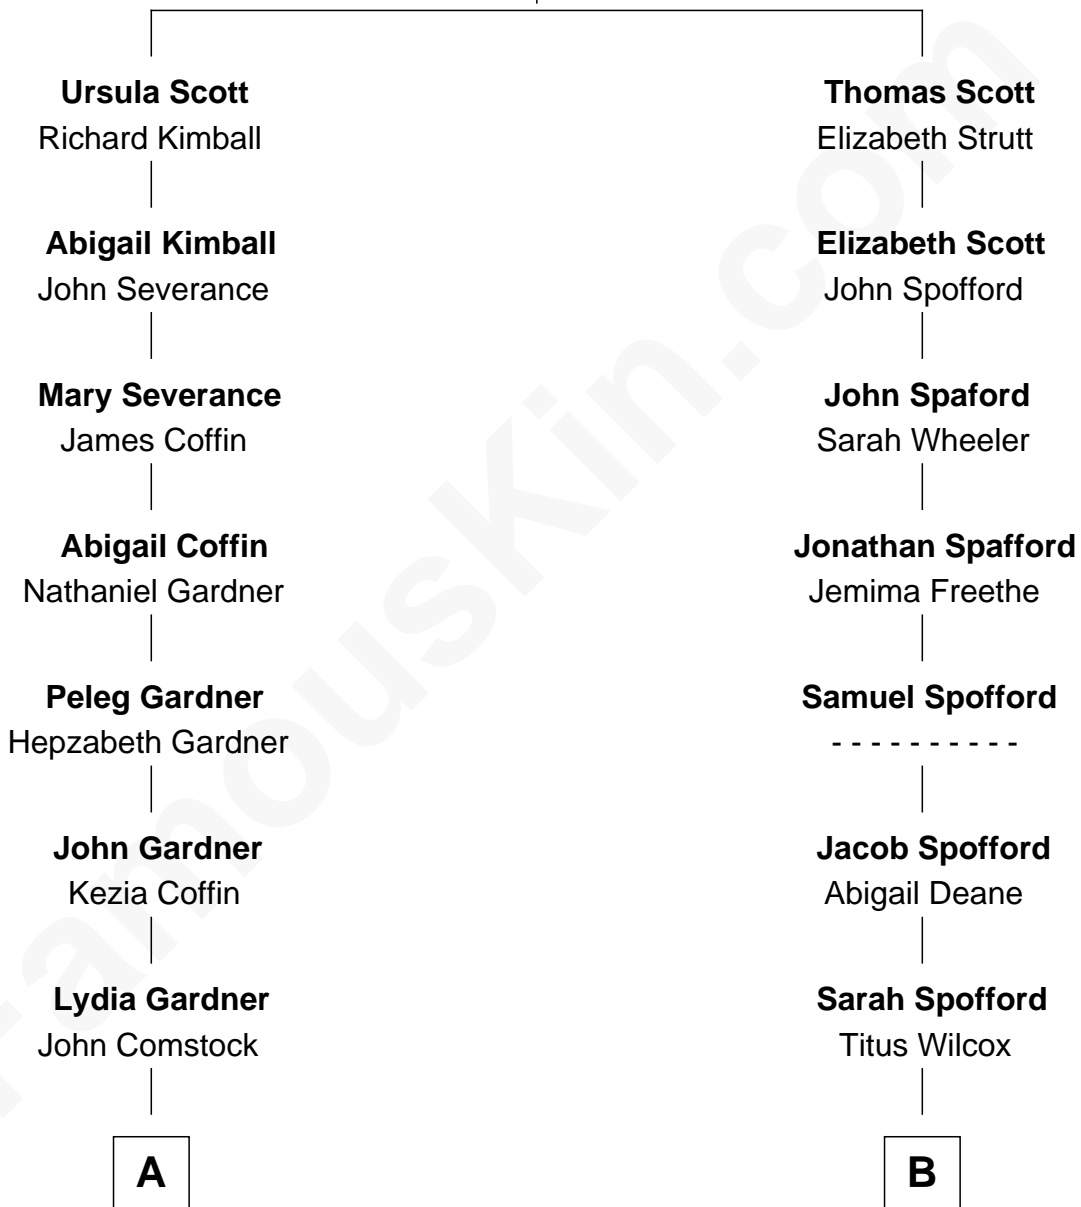 Ursula Scott
Richard Kimball
Abigail Kimball
John Severance
Mary Severance
James Coffin
Abigail Coffin
Nathaniel Gardner
Peleg Gardner
Hepzabeth Gardner
John Gardner
Kezia Coffin
Lydia Gardner
John Comstock
A
Thomas Scott
Elizabeth Strutt
Elizabeth Scott
John Spofford
John Spaford
Sarah Wheeler
Jonathan Spafford
Jemima Freethe
Samuel Spofford
- - - - - - - - - -
Jacob Spofford
Abigail Deane
Sarah Spofford
Titus Wilcox
B
FamousKin.com